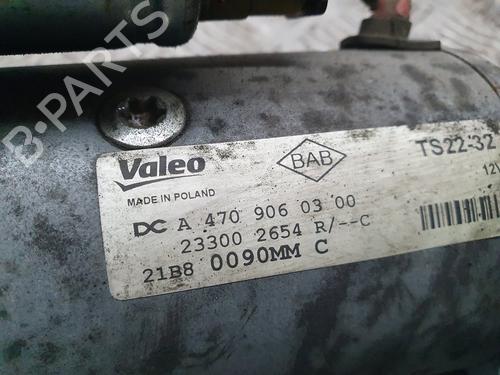 B-PARTS
Valeo
MADE IN POLAND
BAB
TS22-32
12V
DC A 470 906 03 00
23300 2654 R/--C
21B8 0090MM C